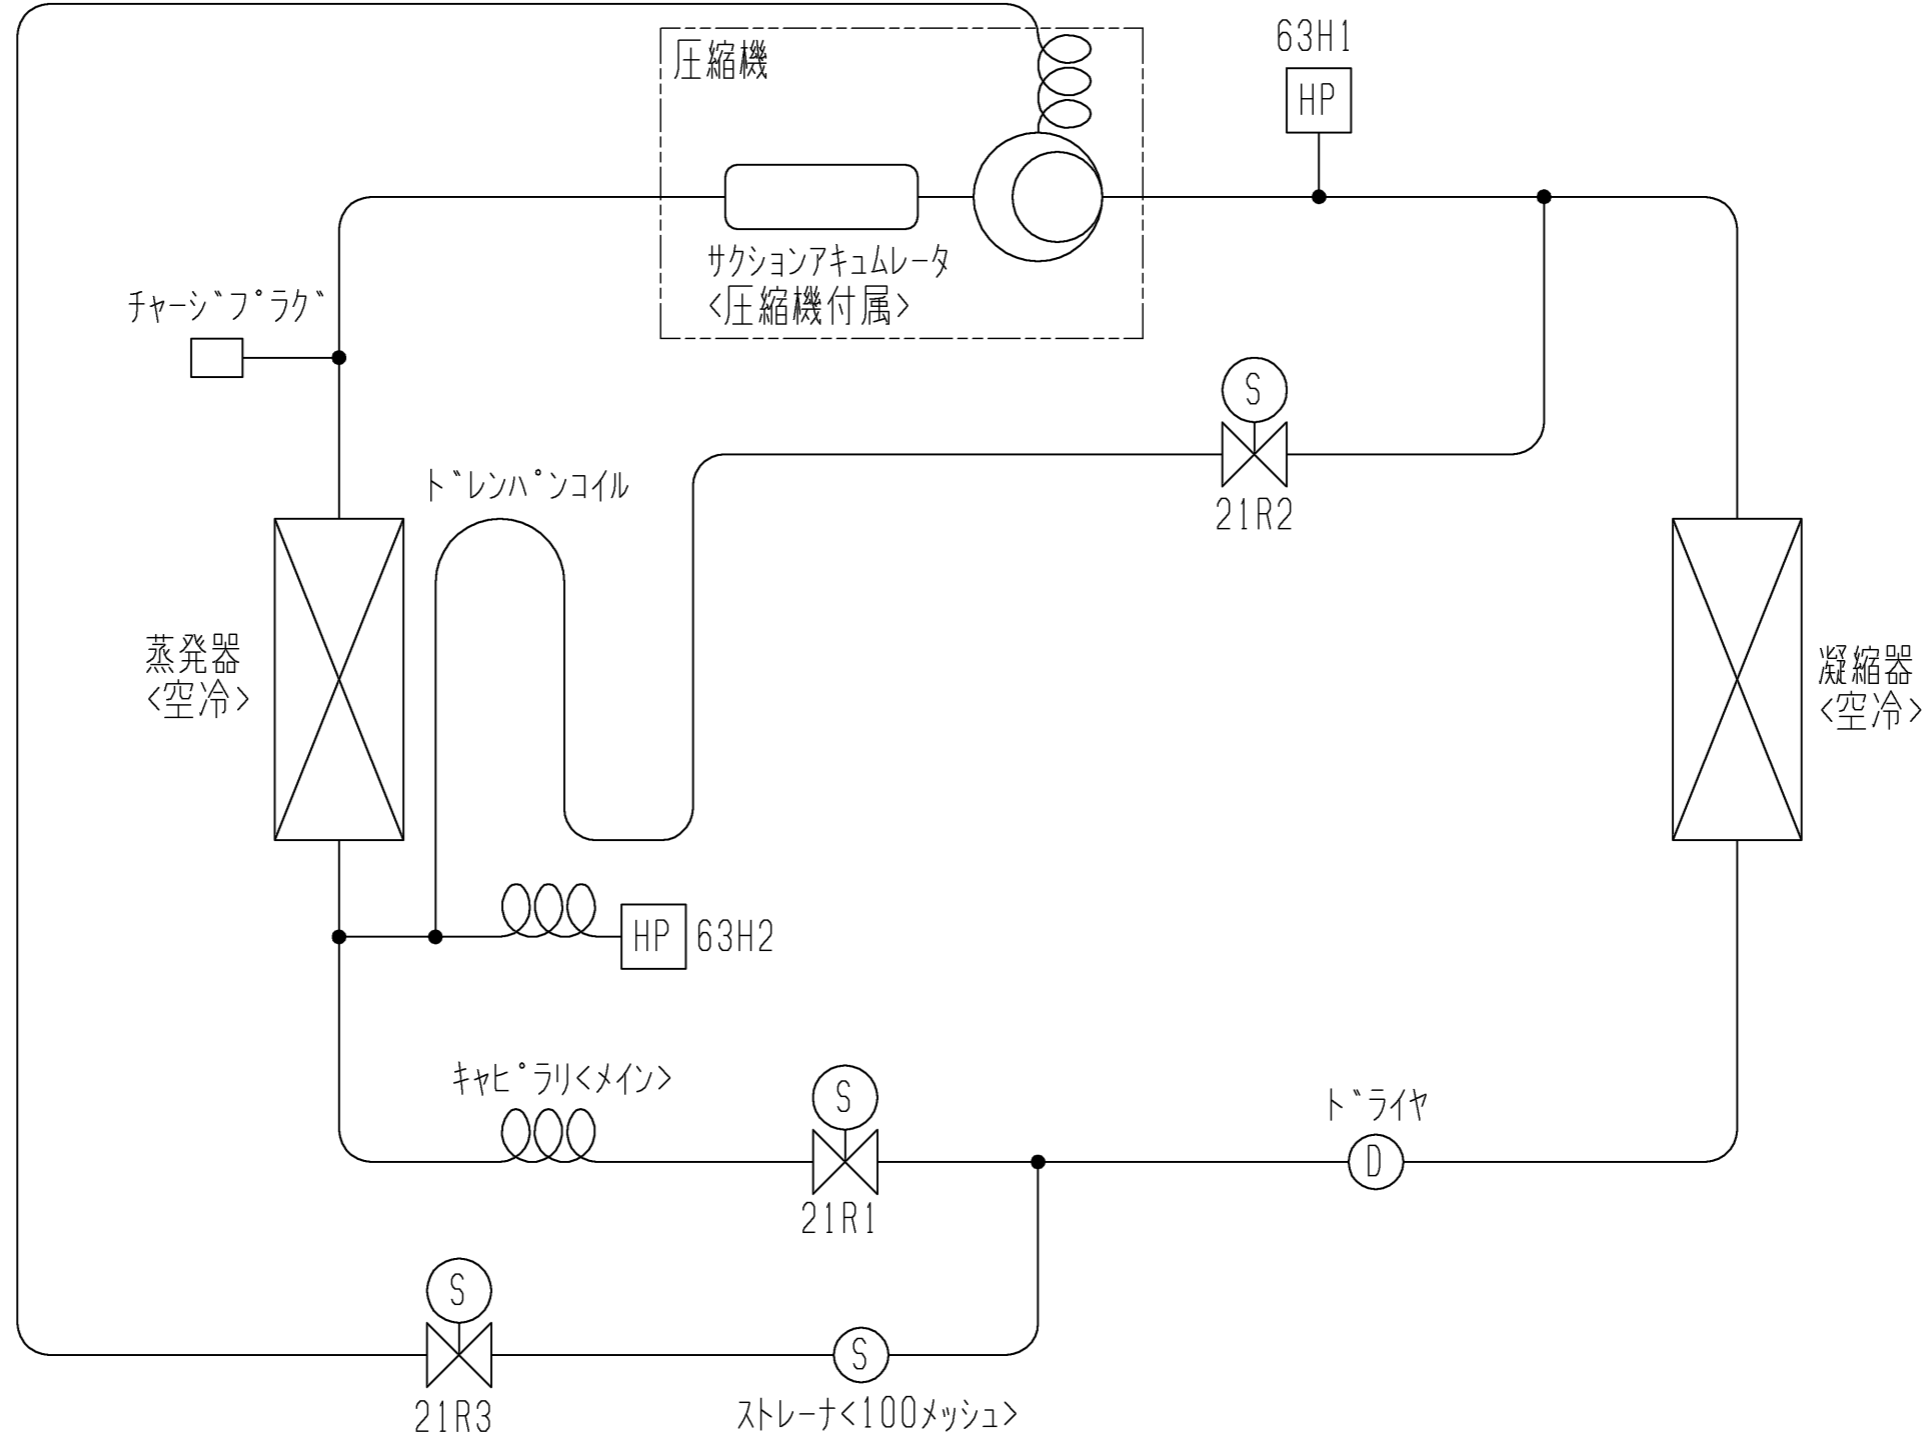 63H1
圧縮機
HP
サクションアキュムレータ
<圧縮機付属>
チャージプラグ
S
21R2
ドレンパンコイル
蒸発器
<空冷>
凝縮器
<空冷>
HP
63H2
キャピラリ<メイン>
S
21R1
ドライヤ
D
S
21R3
S
ストレーナ<100メッシュ>